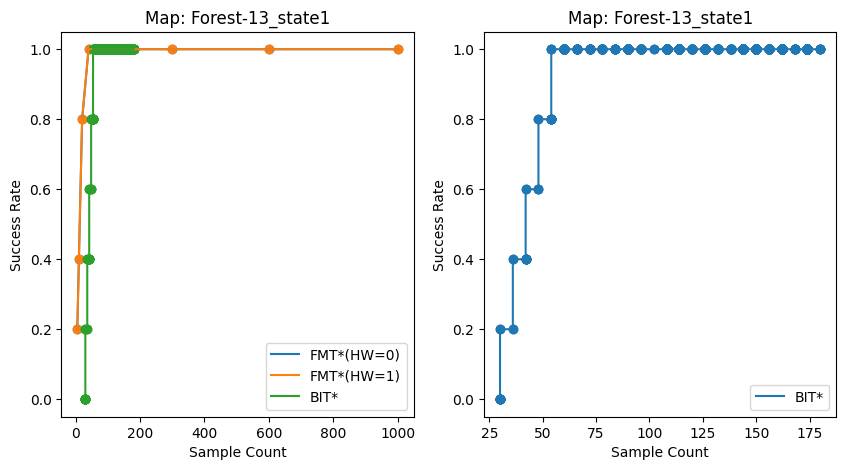 Map: Forest-13_state1
Success Rate
1.0
0.8
0.6
0.4
0.2
0.0
0
200
400
600
800
1000
Sample Count
FMT*(HW=0)
FMT*(HW=1)
BIT*
Map: Forest-13_state1
Success Rate
1.0
0.8
0.6
0.4
0.2
0.0
25
50
75
100
125
150
175
Sample Count
BIT*